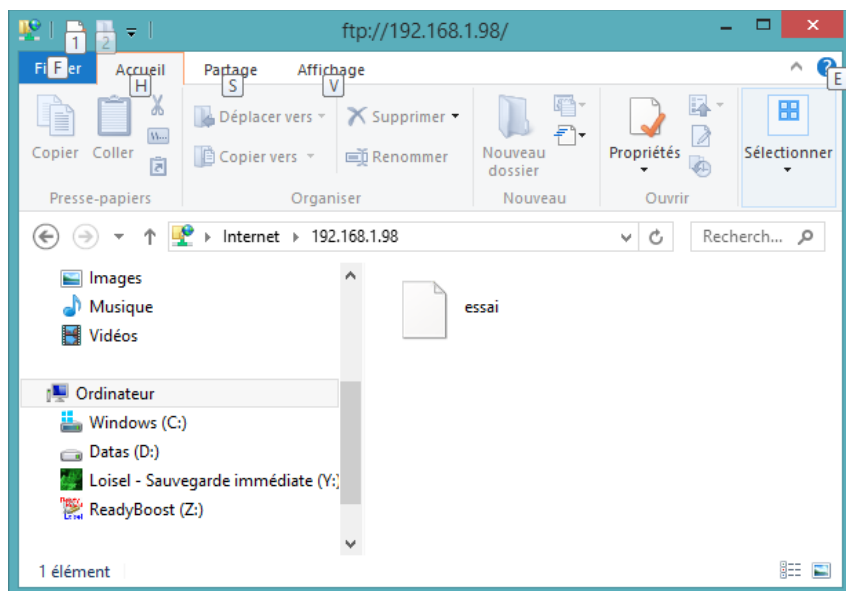 ftp://192.168.1.98/
1 2
Fi F er Accueil Partage Affichage
H S V E
Copier Coller
W...
Déplacer vers
Copier vers
Supprimer
Renommer
Nouveau
dossier
Propriétés
Sélectionner
Presse-papiers Organiser Nouveau Ouvrir
Internet 192.168.1.98 Recherch...
Images
Musique
Vidéos
essai
Ordinateur
Windows (C:)
Datas (D:)
Loisel - Sauvegarde immédiate (Y:
ReadyBoost (Z:)
1 élément